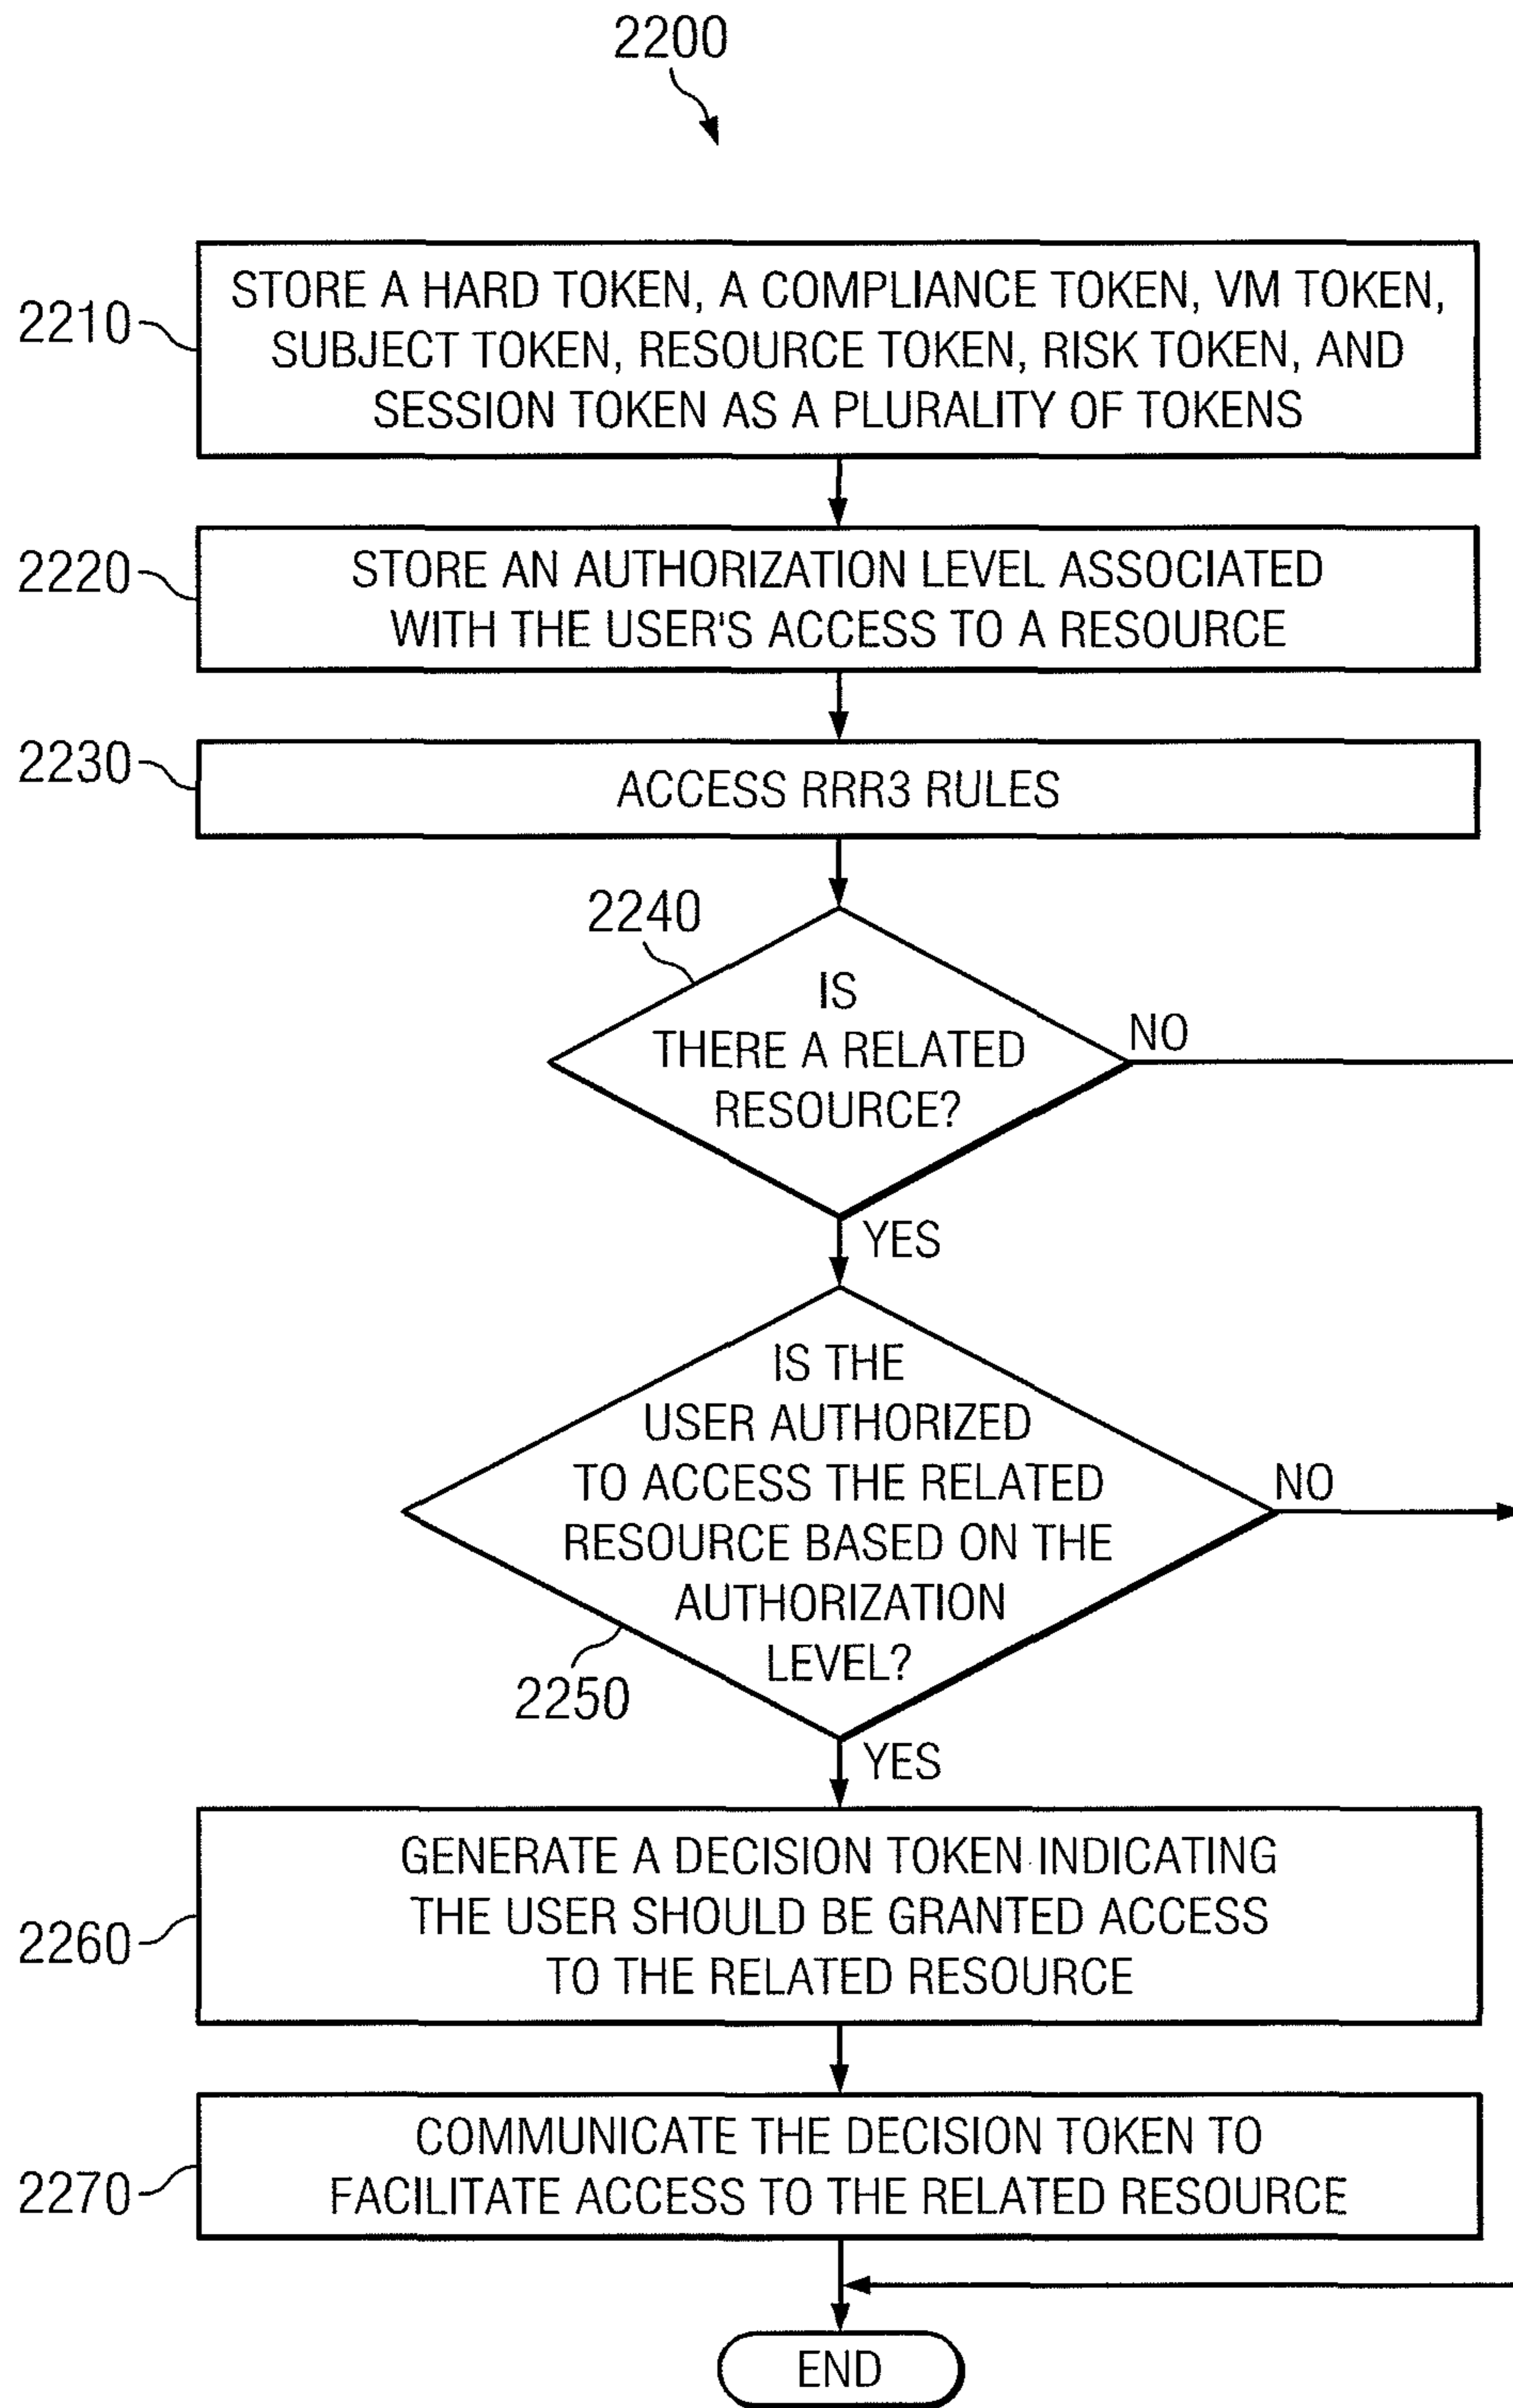 2200
2210
STORE A HARD TOKEN, A COMPLIANCE TOKEN, VM TOKEN,
SUBJECT TOKEN, RESOURCE TOKEN, RISK TOKEN, AND
SESSION TOKEN AS A PLURALITY OF TOKENS
2220
STORE AN AUTHORIZATION LEVEL ASSOCIATED
WITH THE USER'S ACCESS TO A RESOURCE
2230
ACCESS RRR3 RULES
2240
IS
THERE A RELATED
RESOURCE?
NO
YES
IS THE
USER AUTHORIZED
TO ACCESS THE RELATED
RESOURCE BASED ON THE
AUTHORIZATION
LEVEL?
NO
2250
YES
2260
GENERATE A DECISION TOKEN INDICATING
THE USER SHOULD BE GRANTED ACCESS
TO THE RELATED RESOURCE
2270
COMMUNICATE THE DECISION TOKEN TO
FACILITATE ACCESS TO THE RELATED RESOURCE
END